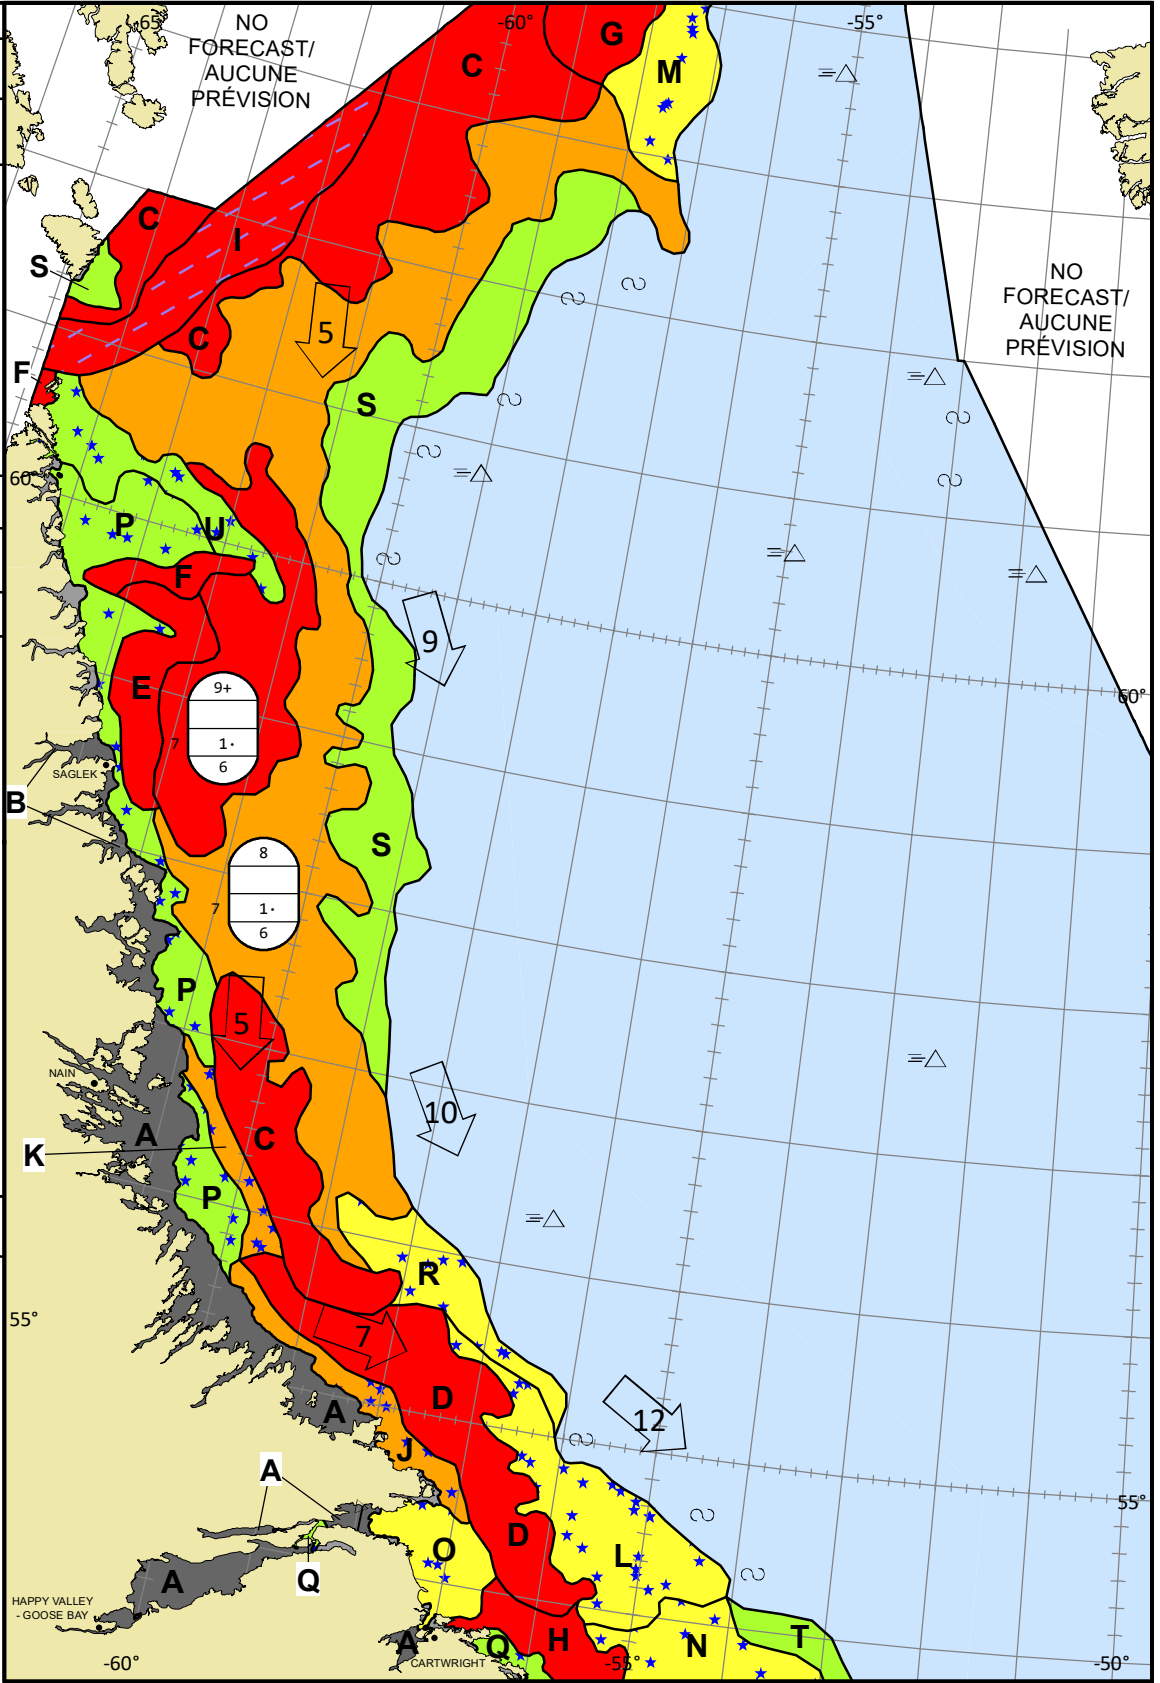 -65°
NO
FORECAST/
AUCUNE
PRÉVISION
-60°
-55°
G
C
M
C
I
S
NO
FORECAST/
AUCUNE
PRÉVISION
5
C
F
S
60°
P
U
F
9
E
9+
7
1·
6
60°
SAGLEK
B
S
8
7
1·
6
P
5
10
NAIN
A
C
K
P
R
55°
7
D
12
A
J
A
55°
D
O
L
A
Q
HAPPY VALLEY
- GOOSE BAY
A
Q
H
N
T
CARTWRIGHT
-60°
-55°
-50°